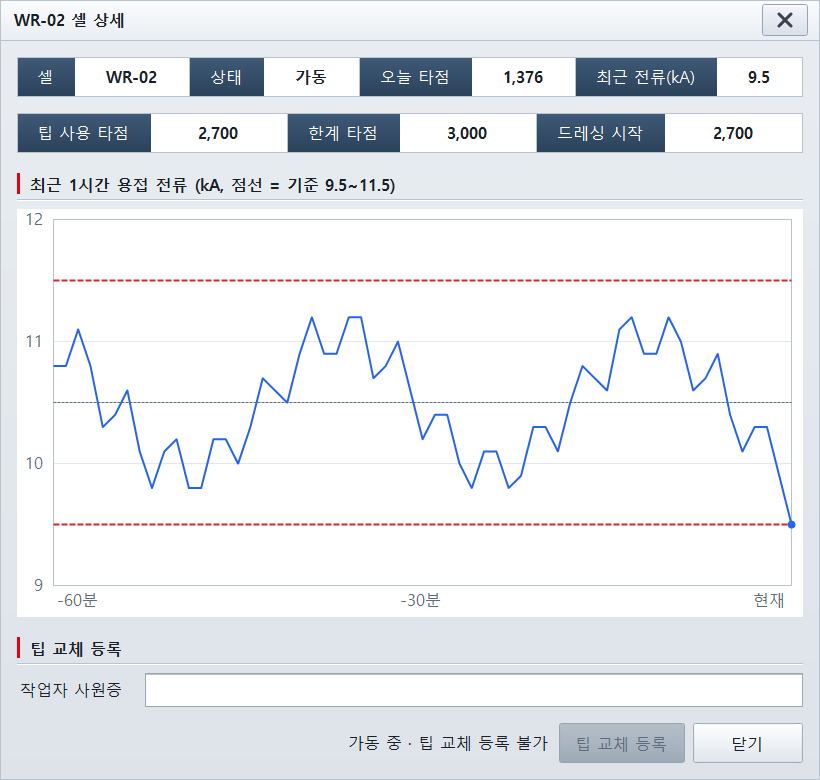 WR-02 셀 상세
셀 WR-02 상태 가동 오늘 타점 1,376 최근 전류(kA) 9.5
팁 사용 타점 2,700 한계 타점 3,000 드레싱 시작 2,700
최근 1시간 용접 전류 (kA, 점선 = 기준 9.5~11.5)
12
11
10
9
-60분 -30분 현재
팁 교체 등록
작업자 사원증
가동 중 · 팁 교체 등록 불가 팁 교체 등록 닫기